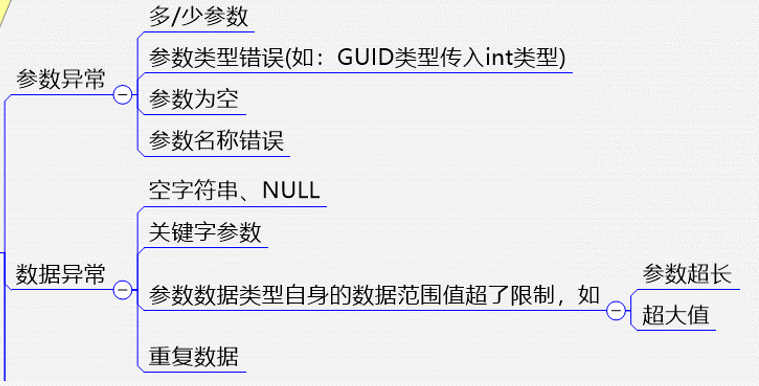 参数异常
多/少参数
参数类型错误(如：GUID类型传入int类型)
参数为空
参数名称错误
数据异常
空字符串、NULL
关键字参数
参数数据类型自身的数据范围值超了限制，如
参数超长
超大值
重复数据